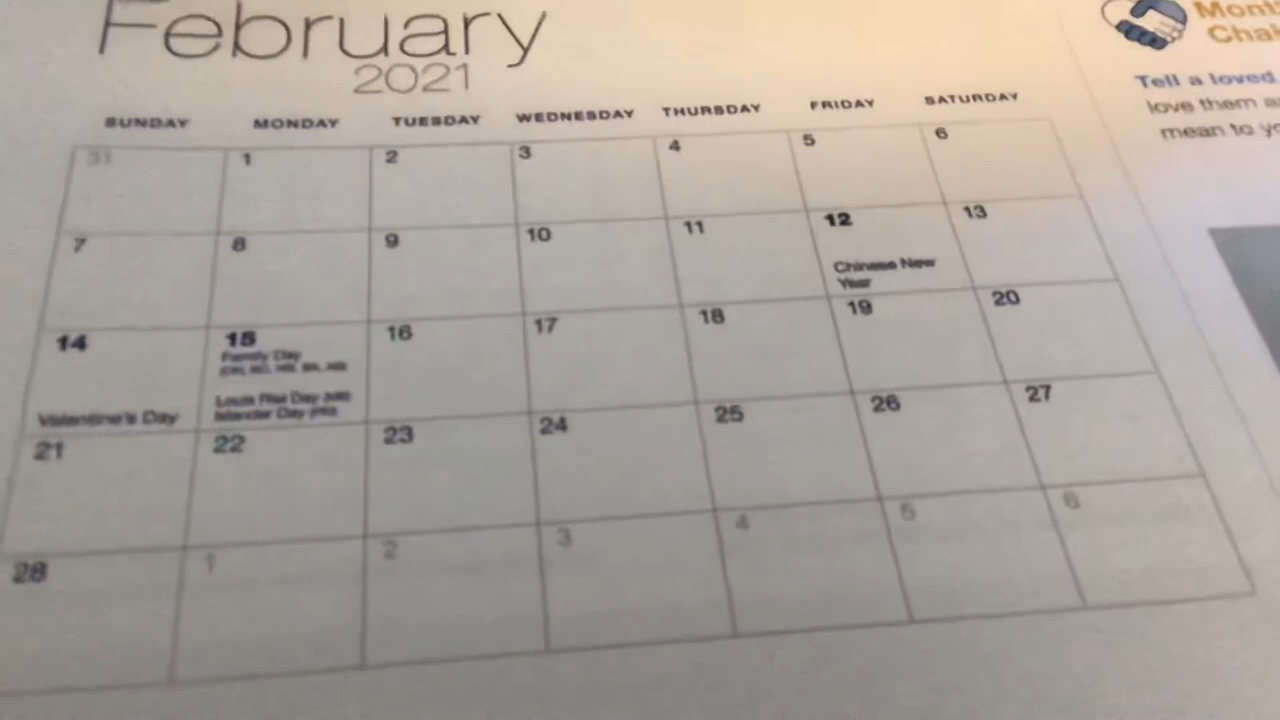 February
2021
SUNDAY MONDAY TUESDAY WEDNESDAY THURSDAY FRIDAY SATURDAY
31 1 2 3 4 5 6
7 8 9 10 11 12 13
Chinese New
Year
14 15 16 17 18 19 20
Family Day
Louis Riel Day (MB)
Valentine's Day Islander Day (PEI)
21 22 23 24 25 26 27
28 1 2 3 4 5 6
Tell a loved
love them
mean to